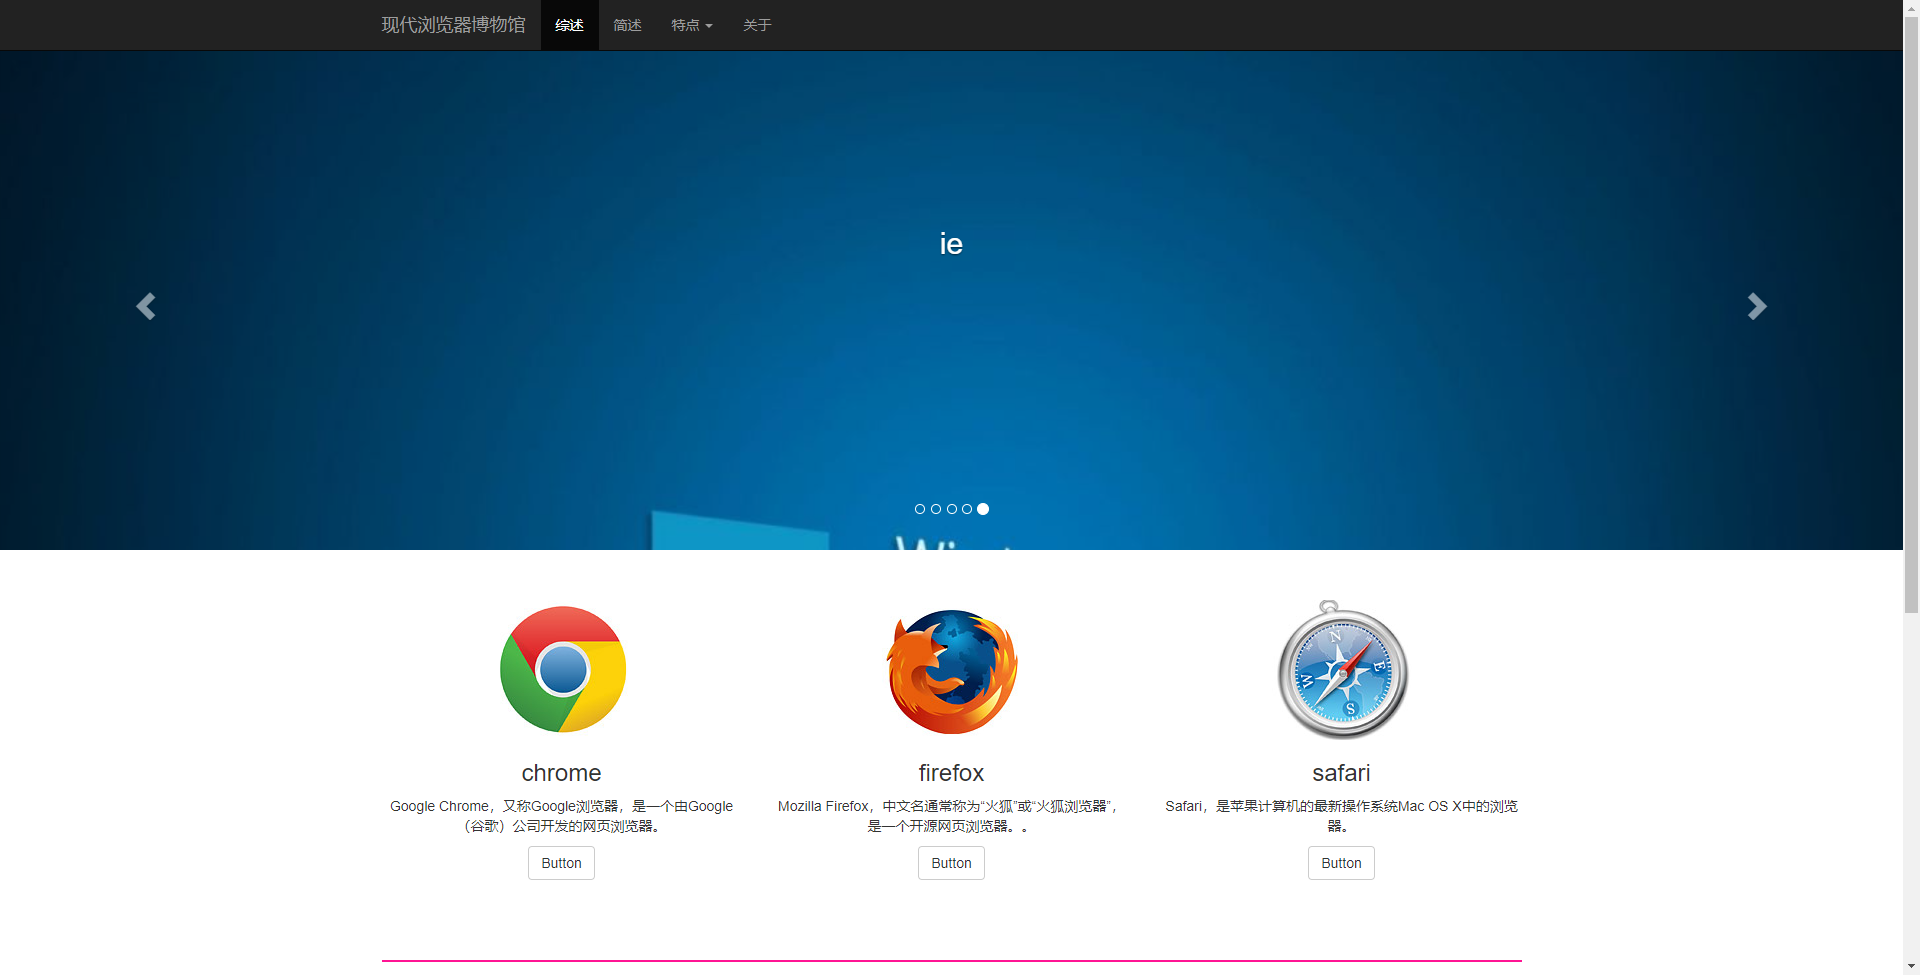 现代浏览器博物馆 综述 简述 特点 关于
ie
chrome
Google Chrome，又称Google浏览器，是一个由Google
（谷歌）公司开发的网页浏览器。
Button
firefox
Mozilla Firefox，中文名通常称为“火狐”或“火狐浏览器”，
是一个开源网页浏览器。。
Button
safari
Safari，是苹果计算机的最新操作系统Mac OS X中的浏览
器。
Button
N
E
S
W